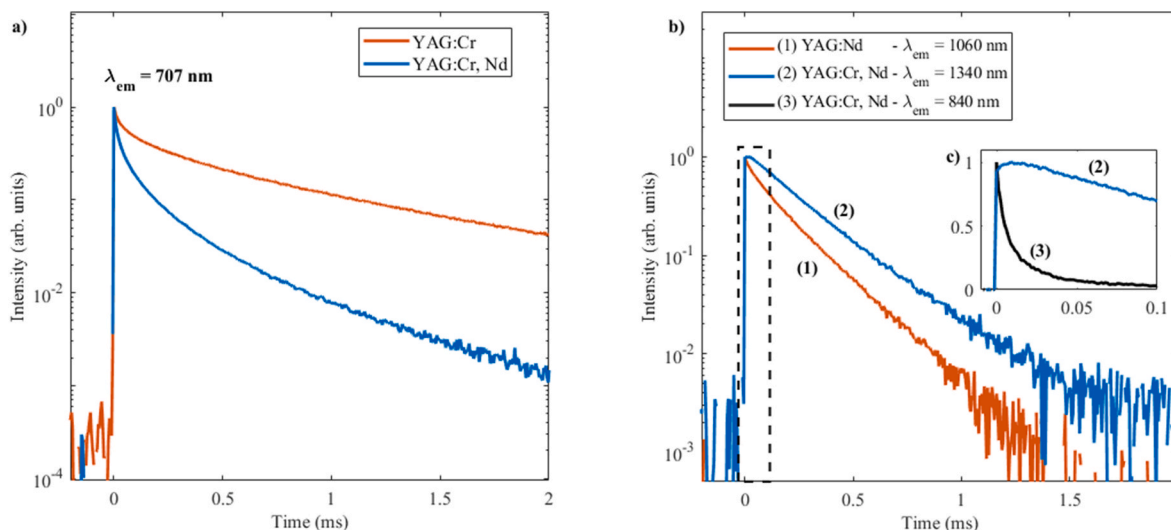 a)
YAG:Cr
YAG:Cr, Nd
λem = 707 nm
10^0
10^-2
10^-4
Intensity (arb. units)
0 0.5 1 1.5 2
Time (ms)
b)
(1) YAG:Nd - λem = 1060 nm
(2) YAG:Cr, Nd - λem = 1340 nm
(3) YAG:Cr, Nd - λem = 840 nm
10^0
10^-1
10^-2
10^-3
Intensity (arb. units)
(1)
(2)
0 0.5 1 1.5
Time (ms)
c)
(2)
(3)
1
0.5
0
0 0.05 0.1